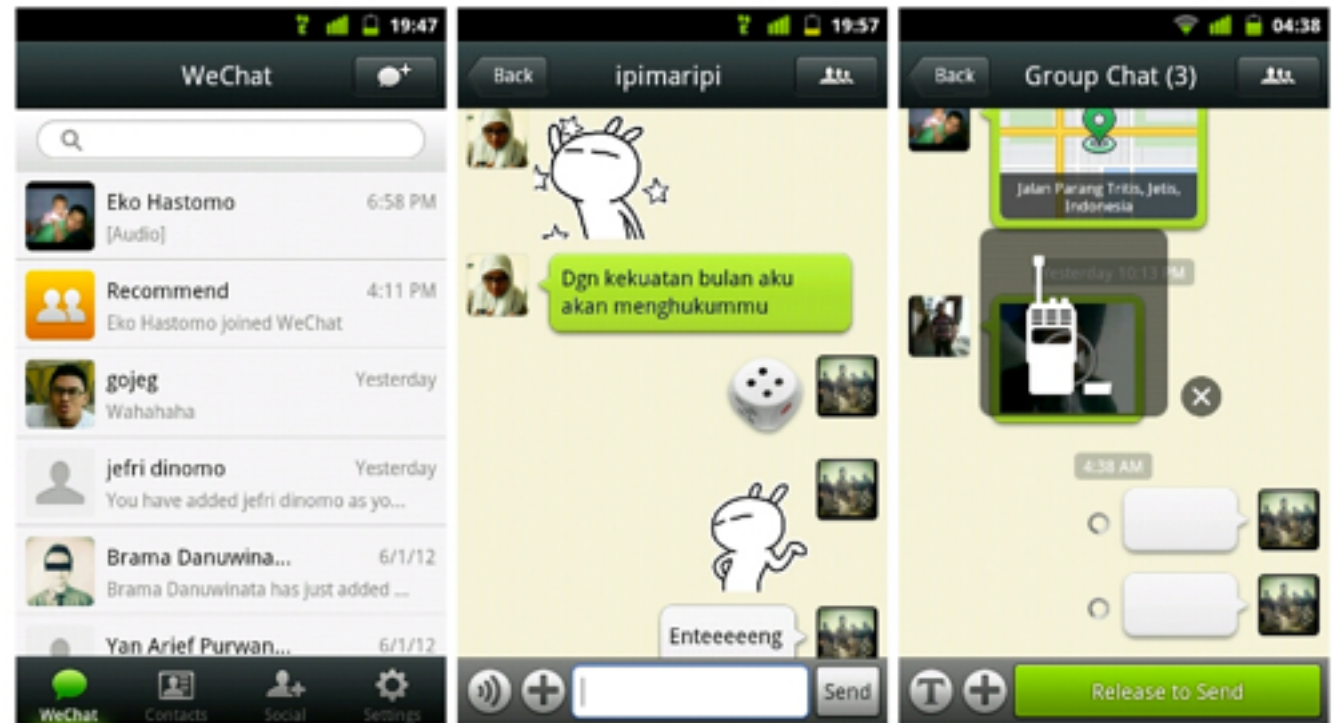 19:47
WeChat
Eko Hastomo 6:58 PM
[Audio]
Recommend 4:11 PM
Eko Hastomo joined WeChat
gojeg Yesterday
Wahahaha
jefri dinomo Yesterday
You have added jefri dinomo as yo...
Brama Danuwina... 6/1/12
Brama Danuwinata has just added ...
Yan Arief Purwan... 6/1/12
WeChat Contacts Social Settings
19:57
Back ipimaripi
Dgn kekuatan bulan aku
akan menghukummu
Enteeeeeng
Send
04:38
Back Group Chat (3)
Jalan Parang Tritis, Jetis,
Indonesia
Yesterday 10:13 PM
4:38 AM
T Release to Send